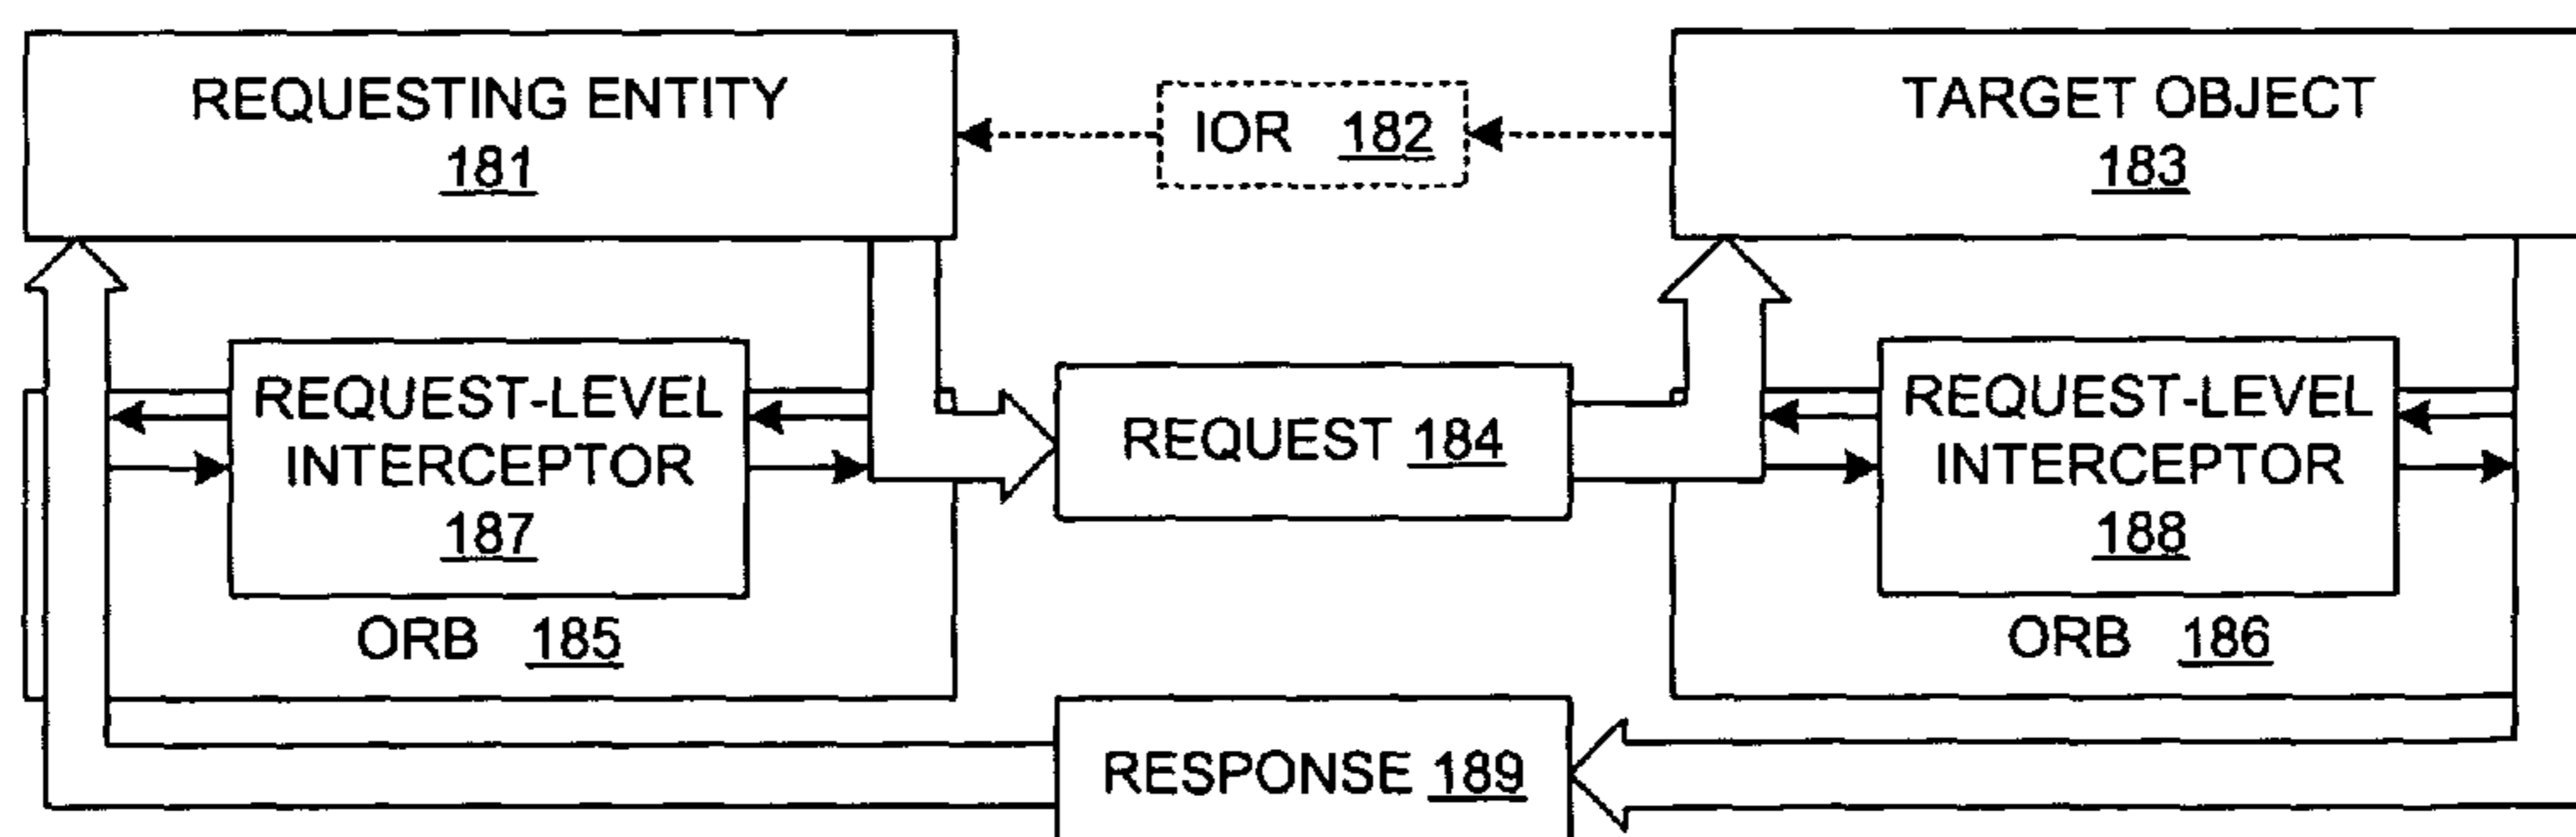 REQUESTING ENTITY
181
IOR 182
TARGET OBJECT
183
REQUEST-LEVEL
INTERCEPTOR
187
ORB 185
REQUEST 184
REQUEST-LEVEL
INTERCEPTOR
188
ORB 186
RESPONSE 189